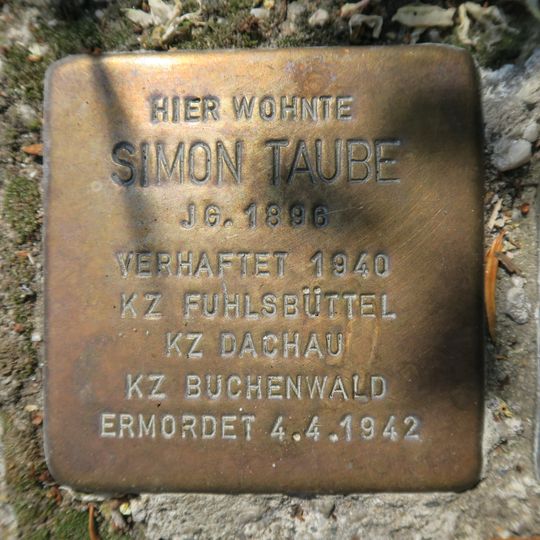 HIER WOHNTE
SIMON TAUBE
JG. 1896
VERHAFTET 1940
KZ FUHLSBÜTTEL
KZ DACHAU
KZ BUCHENWALD
ERMORDET 4.4.1942